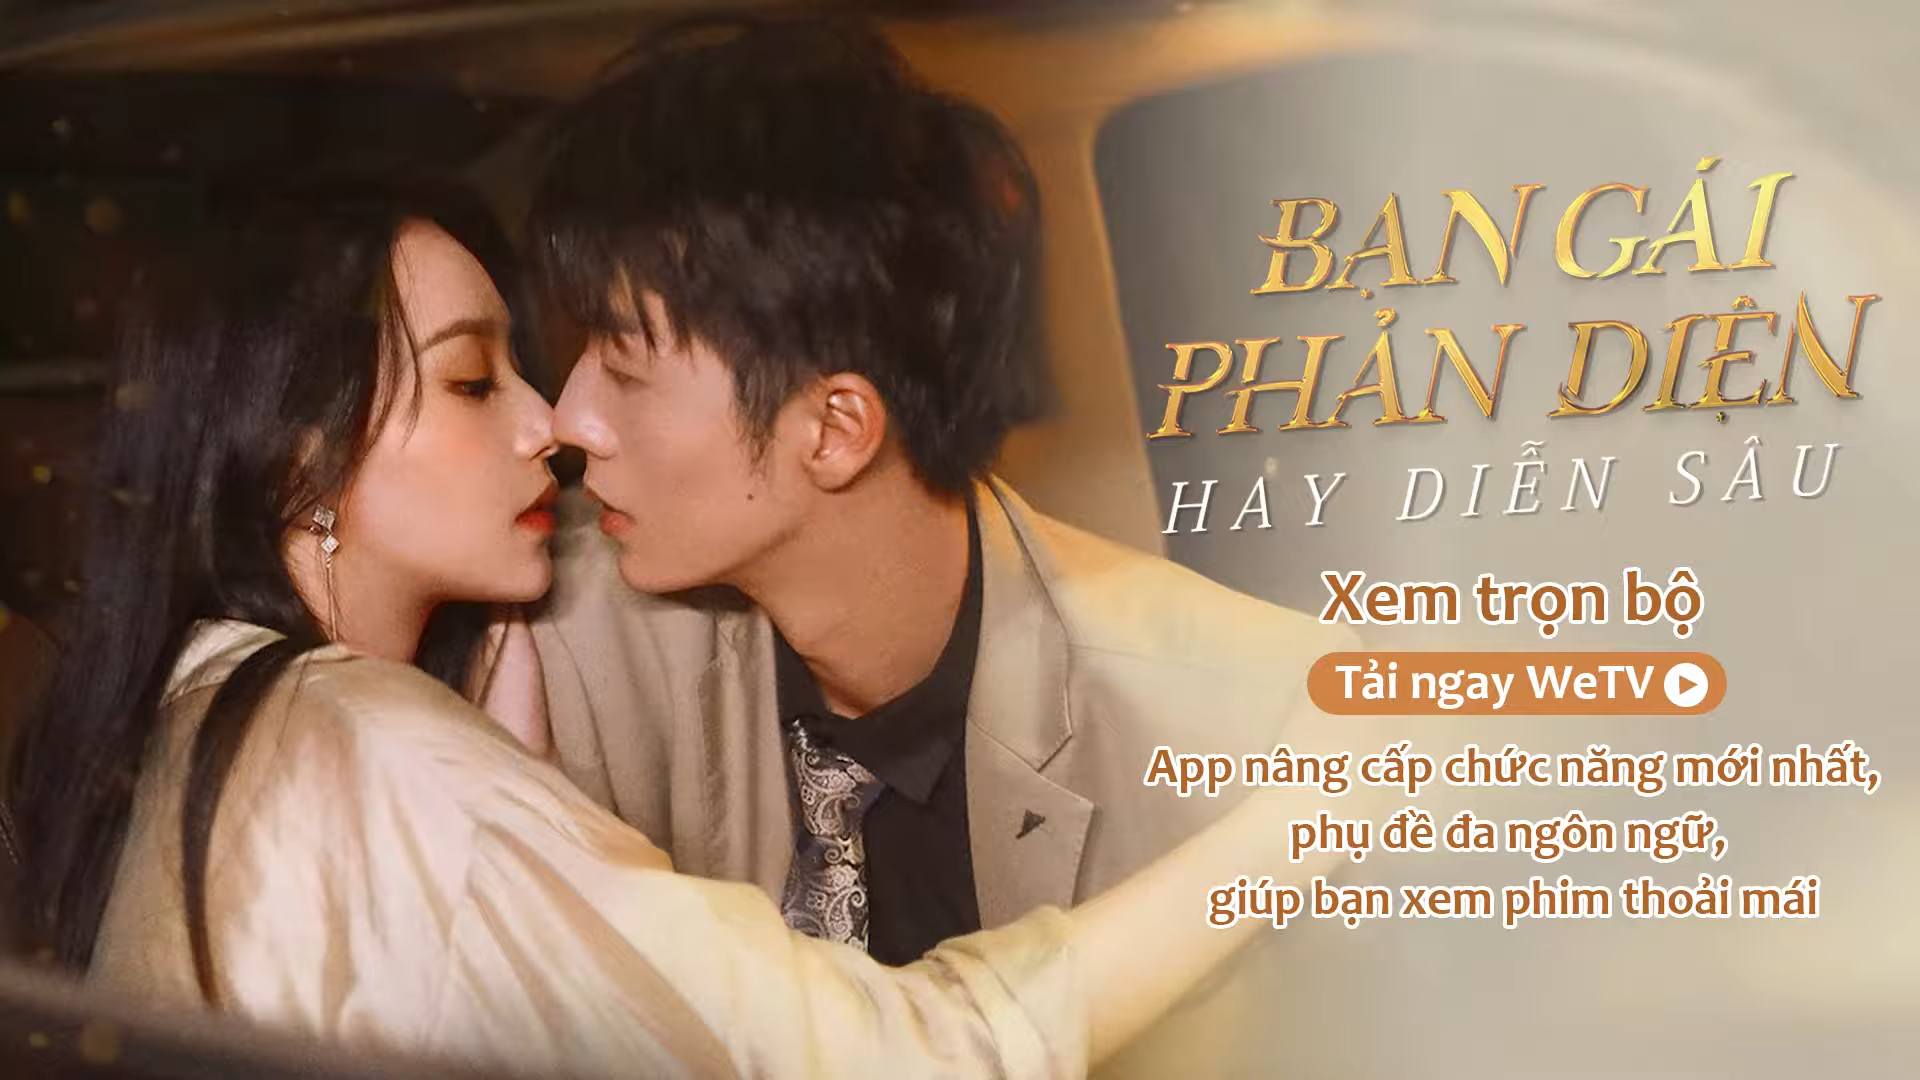 BẠN GÁI
PHẢN DIỆN
HAY DIỄN SÂU
Xem trọn bộ
Tải ngay WeTV
App nâng cấp chức năng mới nhất,
phụ đề đa ngôn ngữ,
giúp bạn xem phim thoải mái